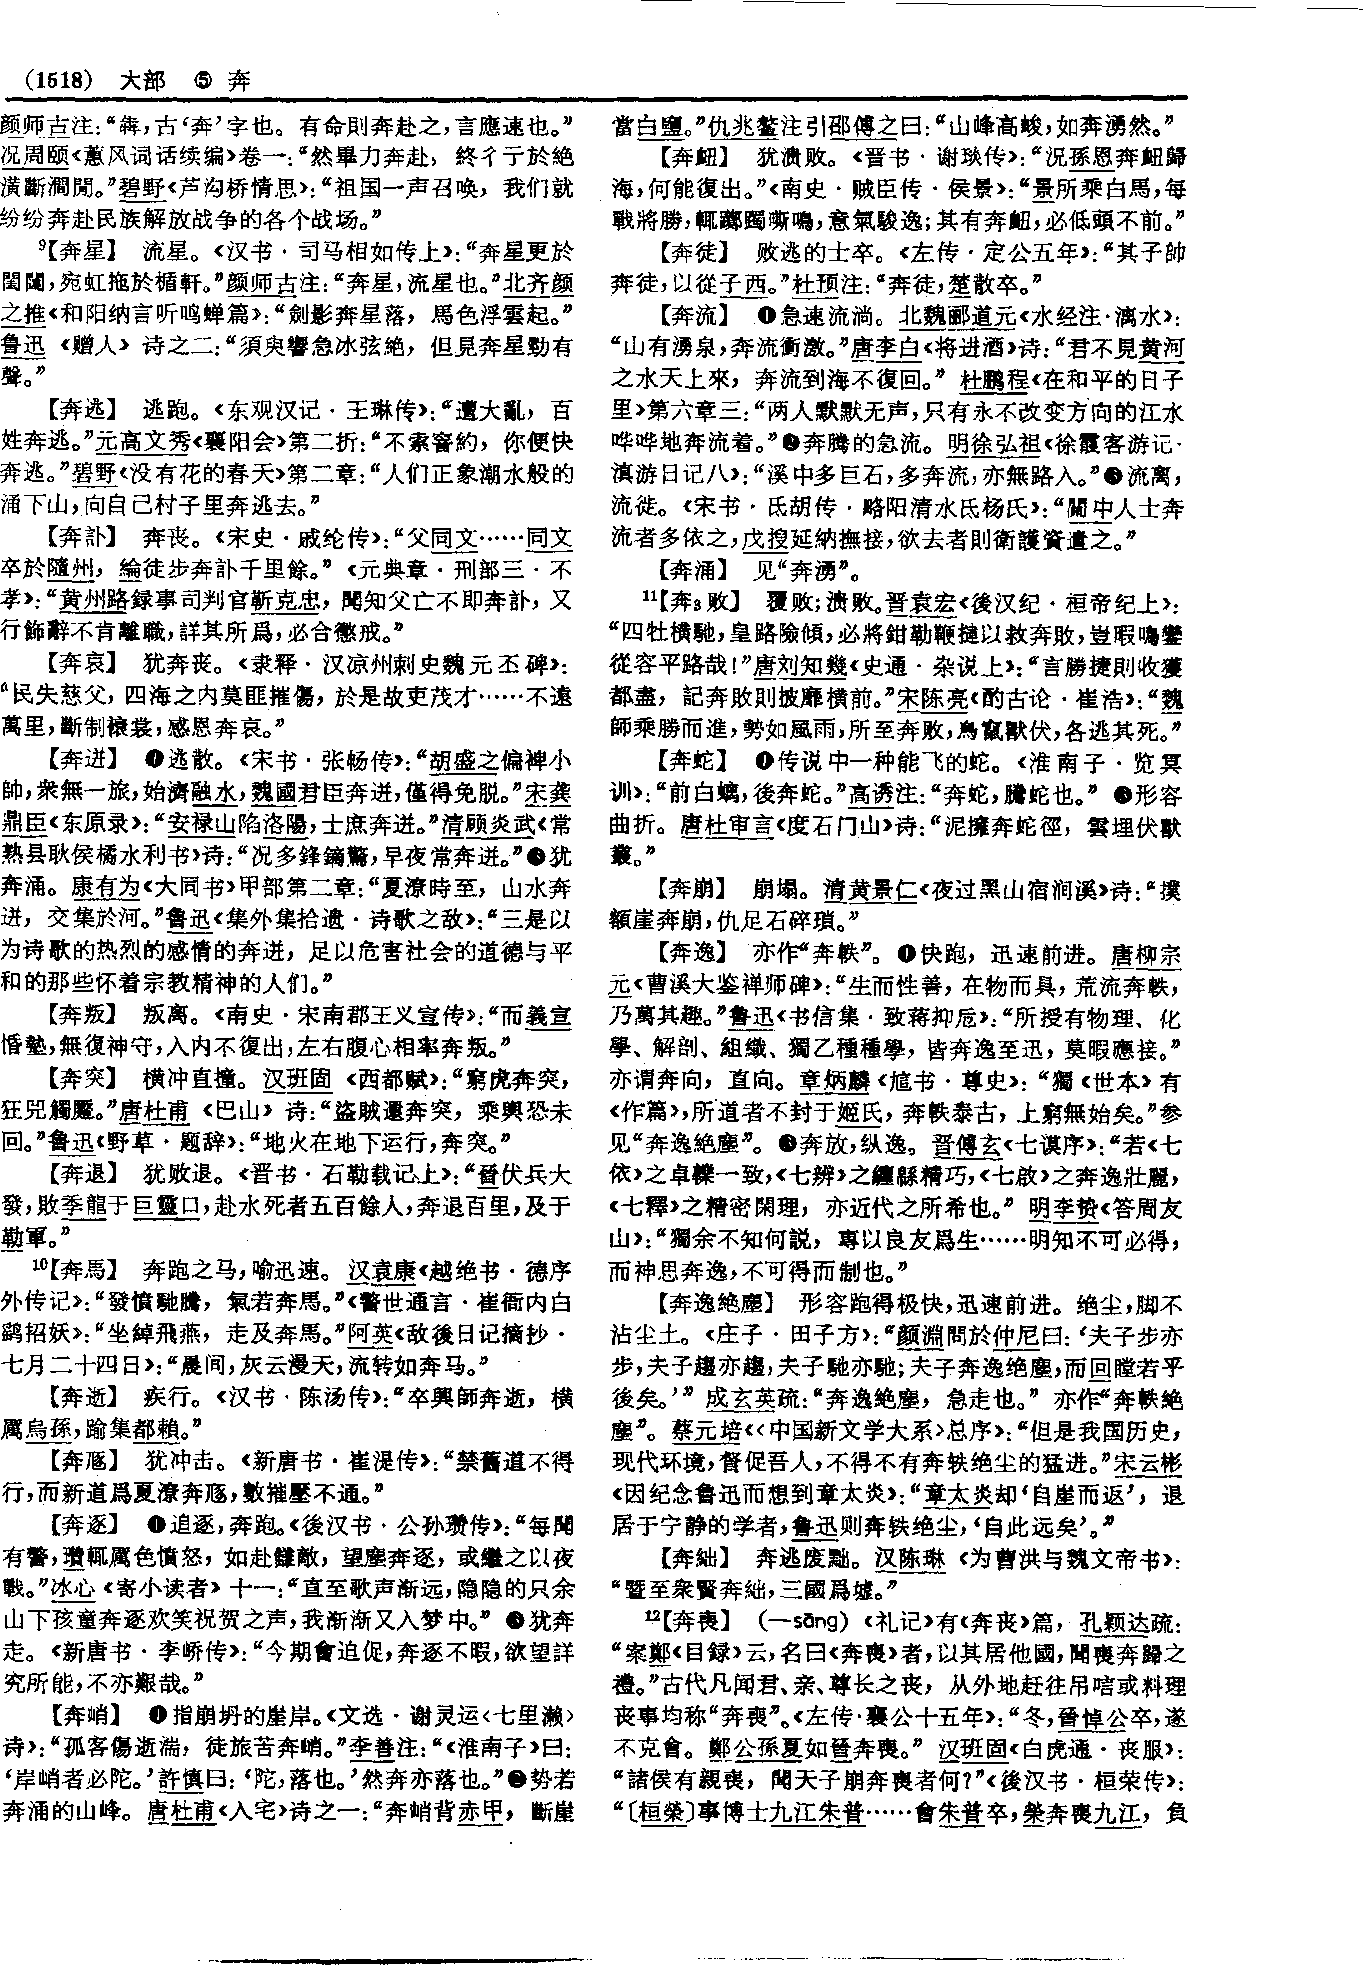 (1518) 大部 ⑤ 奔
颜师古注：“犇，古‘奔’字也。有命則奔赴之，言應速也。”
况周颐《蕙风词话续编》卷一：“然畢力奔赴，終彳亍於絶
潢斷澗間。”碧野《芦沟桥情思》：“祖国一声召唤，我们就
纷纷奔赴民族解放战争的各个战场。”
⁹【奔星】 流星。《汉书·司马相如传上》：“奔星更於
閨闥，宛虹拖於楯軒。”颜师古注：“奔星，流星也。”北齐颜
之推《和阳纳言听鸣蝉篇》：“劍影奔星落，馬色浮雲起。”
鲁迅《赠人》诗之二：“須臾響急冰弦絶，但見奔星勁有
聲。”
【奔逃】 逃跑。《东观汉记·王琳传》：“遭大亂，百
姓奔逃。”元高文秀《襄阳会》第二折：“不索窨約，你便快
奔逃。”碧野《没有花的春天》第二章：“人们正象潮水般的
涌下山，向自己村子里奔逃去。”
【奔訃】 奔丧。《宋史·戚纶传》：“父同文……同文
卒於隨州，綸徒步奔訃千里餘。”《元典章·刑部三·不
孝》：“黄州路録事司判官靳克忠，聞知父亡不即奔訃，又
行飾辭不肯離職，詳其所爲，必合懲戒。”
【奔哀】 犹奔丧。《隶释·汉凉州刺史魏元丕碑》：
“民失慈父，四海之内莫匪摧傷，於是故吏茂才……不遠
萬里，斷制縗裳，感恩奔哀。”
【奔迸】 ❶逃散。《宋书·张畅传》：“胡盛之偏裨小
帥，衆無一旅，始濟融水，魏國君臣奔迸，僅得免脱。”宋龚
鼎臣《东原录》：“安禄山陷洛陽，士庶奔迸。”清顾炎武《常
熟县耿侯橘水利书》诗：“况多鋒鏑驚，早夜常奔迸。”❷犹
奔涌。康有为《大同书》甲部第二章：“夏潦時至，山水奔
迸，交集於河。”鲁迅《集外集拾遗·诗歌之敌》：“三是以
为诗歌的热烈的感情的奔迸，足以危害社会的道德与平
和的那些怀着宗教精神的人们。”
【奔叛】 叛离。《南史·宋南郡王义宣传》：“而義宣
惛墊，無復神守，入内不復出，左右腹心相率奔叛。”
【奔突】 横冲直撞。汉班固《西都赋》：“窮虎奔突，
狂兕觸蹷。”唐杜甫《巴山》诗：“盜賊還奔突，乘輿恐未
回。”鲁迅《野草·题辞》：“地火在地下运行，奔突。”
【奔退】 犹败退。《晋书·石勒载记上》：“晉伏兵大
發，敗季龍于巨靈口，赴水死者五百餘人，奔退百里，及于
勒軍。”
¹⁰【奔馬】 奔跑之马，喻迅速。汉袁康《越绝书·德序
外传记》：“發憤馳騰，氣若奔馬。”《警世通言·崔衙内白
鹞招妖》：“坐綽飛燕，走及奔馬。”阿英《敌後日记摘抄·
七月二十四日》：“晨间，灰云漫天，流转如奔马。”
【奔逝】 疾行。《汉书·陈汤传》：“卒興師奔逝，横
厲烏孫，踰集都賴。”
【奔豗】 犹冲击。《新唐书·崔湜传》：“禁舊道不得
行，而新道爲夏潦奔豗，數摧壓不通。”
【奔逐】 ❶追逐，奔跑。《後汉书·公孙瓒传》：“每聞
有警，瓚輒厲色憤怒，如赴讎敵，望塵奔逐，或繼之以夜
戰。”冰心《寄小读者》十一：“直至歌声渐远，隐隐的只余
山下孩童奔逐欢笑祝贺之声，我渐渐又入梦中。”❷犹奔
走。《新唐书·李峤传》：“今期會迫促，奔逐不暇，欲望詳
究所能，不亦艱哉。”
【奔峭】 ❶指崩坍的崖岸。《文选·谢灵运〈七里濑〉
诗》：“孤客傷逝湍，徒旅苦奔峭。”李善注：“《淮南子》曰：
‘岸峭者必陀。’許慎曰：‘陀，落也。’然奔亦落也。”❷势若
奔涌的山峰。唐杜甫《入宅》诗之一：“奔峭背赤甲，斷崖
當白鹽。”仇兆鳌注引邵傅之曰：“山峰高峻，如奔湧然。”
【奔衄】 犹溃败。《晋书·谢琰传》：“况孫恩奔衄歸
海，何能復出。”《南史·贼臣传·侯景》：“景所乘白馬，每
戰將勝，輒躑躅嘶鳴，意氣駿逸；其有奔衄，必低頭不前。”
【奔徒】 败逃的士卒。《左传·定公五年》：“其子帥
奔徒，以從子西。”杜预注：“奔徒，楚散卒。”
【奔流】 ❶急速流淌。北魏郦道元《水经注·漓水》：
“山有湧泉，奔流衝激。”唐李白《将进酒》诗：“君不見黄河
之水天上來，奔流到海不復回。”杜鹏程《在和平的日子
里》第六章三：“两人默默无声，只有永不改变方向的江水
哗哗地奔流着。”❷奔腾的急流。明徐弘祖《徐霞客游记·
滇游日记八》：“溪中多巨石，多奔流，亦無路入。”❸流离，
流徙。《宋书·氐胡传·略阳清水氐杨氏》：“關中人士奔
流者多依之，戊搜延納撫接，欲去者則衛護資遣之。”
【奔涌】 见“奔湧”。
¹¹【奔₃败】 覆败；溃败。晋袁宏《後汉纪·桓帝纪上》：
“四牡横馳，皇路險傾，必將鉗勒鞭撻以救奔敗，豈暇鳴鑾
從容平路哉！”唐刘知幾《史通·杂说上》：“言勝捷則收獲
都盡，記奔敗則披靡横前。”宋陈亮《酌古论·崔浩》：“魏
師乘勝而進，勢如風雨，所至奔敗，鳥竄獸伏，各逃其死。”
【奔蛇】 ❶传说中一种能飞的蛇。《淮南子·览冥
训》：“前白螭，後奔蛇。”高诱注：“奔蛇，騰蛇也。”❷形容
曲折。唐杜审言《度石门山》诗：“泥擁奔蛇徑，雲埋伏獸
叢。”
【奔崩】 崩塌。清黄景仁《夜过黑山宿涧溪》诗：“撲
額崖奔崩，仇足石碎瑣。”
【奔逸】 亦作“奔軼”。❶快跑，迅速前进。唐柳宗
元《曹溪大鉴禅师碑》：“生而性善，在物而具，荒流奔軼，
乃萬其趣。”鲁迅《书信集·致蒋抑卮》：“所授有物理、化
學、解剖、組織、獨乙種種學，皆奔逸至迅，莫暇應接。”
亦谓奔向，直向。章炳麟《訄书·尊史》：“獨《世本》有
《作篇》，所道者不封于姬氏，奔軼泰古，上窮無始矣。”参
见“奔逸絶塵”。❷奔放，纵逸。晋傅玄《七谟序》：“若《七
依》之卓轢一致，《七辨》之纏緜精巧，《七啟》之奔逸壯麗，
《七釋》之精密閑理，亦近代之所希也。”明李贽《答周友
山》：“獨余不知何説，專以良友爲生……明知不可必得，
而神思奔逸，不可得而制也。”
【奔逸絶塵】 形容跑得极快，迅速前进。绝尘，脚不
沾尘土。《庄子·田子方》：“颜淵問於仲尼曰：‘夫子步亦
步，夫子趨亦趨，夫子馳亦馳；夫子奔逸绝塵，而回瞠若乎
後矣。’”成玄英疏：“奔逸絶塵，急走也。”亦作“奔軼絶
塵”。蔡元培《〈中国新文学大系〉总序》：“但是我国历史，
现代环境，督促吾人，不得不有奔轶绝尘的猛进。”宋云彬
《因纪念鲁迅而想到章太炎》：“章太炎却‘自崖而返’，退
居于宁静的学者，鲁迅则奔轶绝尘，‘自此远矣’。”
【奔絀】 奔逃废黜。汉陈琳《为曹洪与魏文帝书》：
“暨至衆賢奔絀，三國爲墟。”
¹²【奔喪】 （—sāng）《礼记》有《奔丧》篇，孔颖达疏：
“案鄭《目録》云，名曰《奔喪》者，以其居他國，聞喪奔歸之
禮。”古代凡闻君、亲、尊长之丧，从外地赶往吊唁或料理
丧事均称“奔喪”。《左传·襄公十五年》：“冬，晉悼公卒，遂
不克會。鄭公孫夏如晉奔喪。”汉班固《白虎通·丧服》：
“諸侯有親喪，聞天子崩奔喪者何？”《後汉书·桓荣传》：
“〔桓榮〕事博士九江朱普……會朱普卒，榮奔喪九江，負